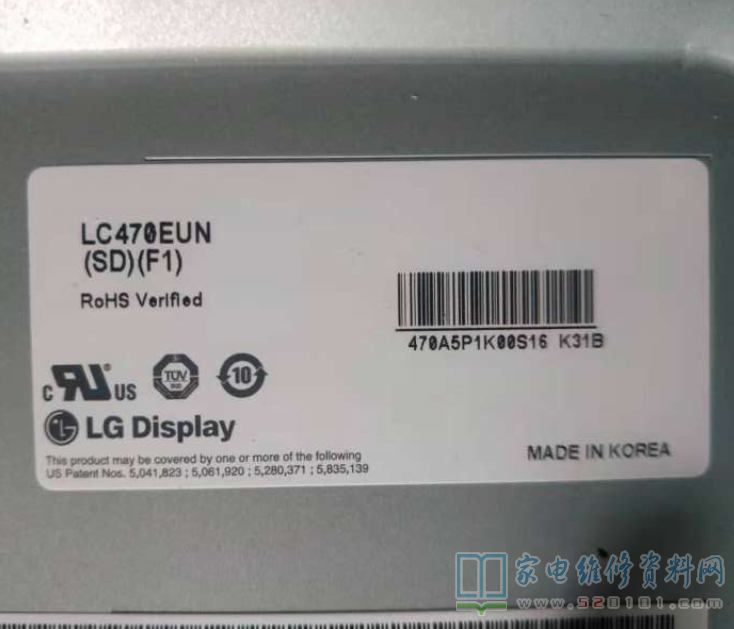 LC470EUN
(SD)(F1)
RoHS Verified
470A5P1K00S16 K31B
c RU US
TÜV
10
LG Display
This product may be covered by one or more of the following
US Patent Nos. 5,041,823 ; 5,061,920 ; 5,280,371 ; 5,835,139
MADE IN KOREA
家电维修资料网
www.520101.com